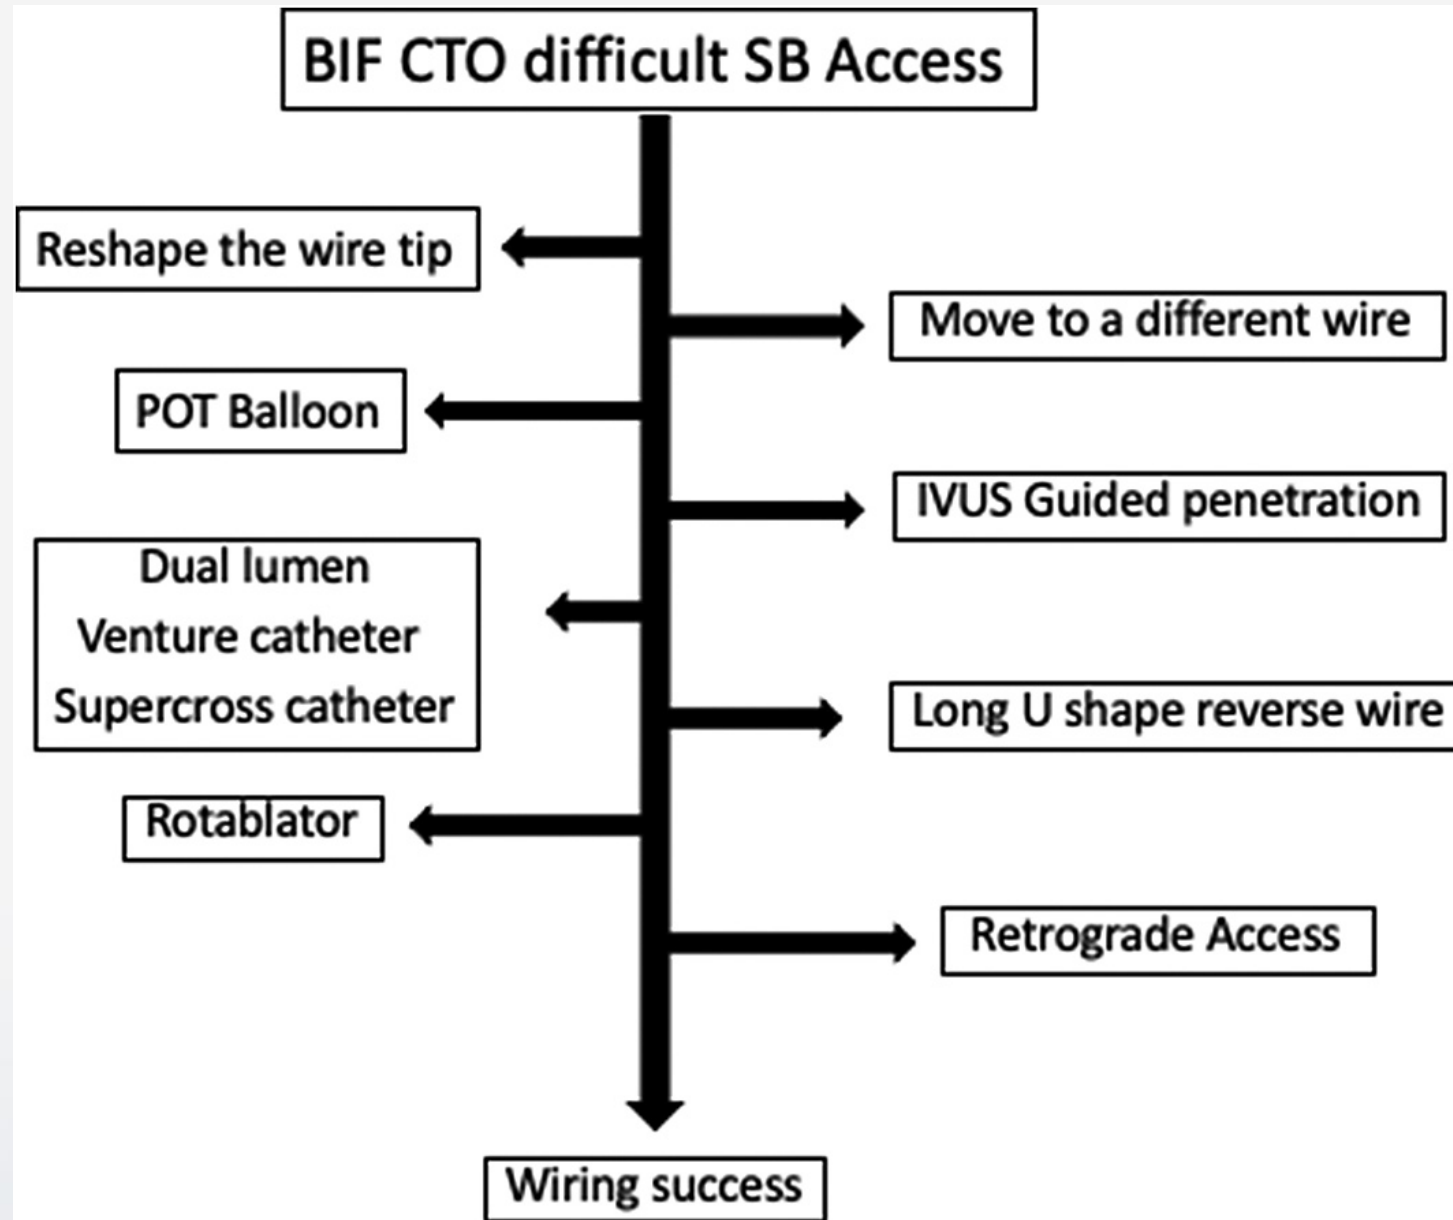 BIF CTO difficult SB Access
Reshape the wire tip
Move to a different wire
POT Balloon
IVUS Guided penetration
Dual lumen
Venture catheter
Supercross catheter
Long U shape reverse wire
Rotablator
Retrograde Access
Wiring success